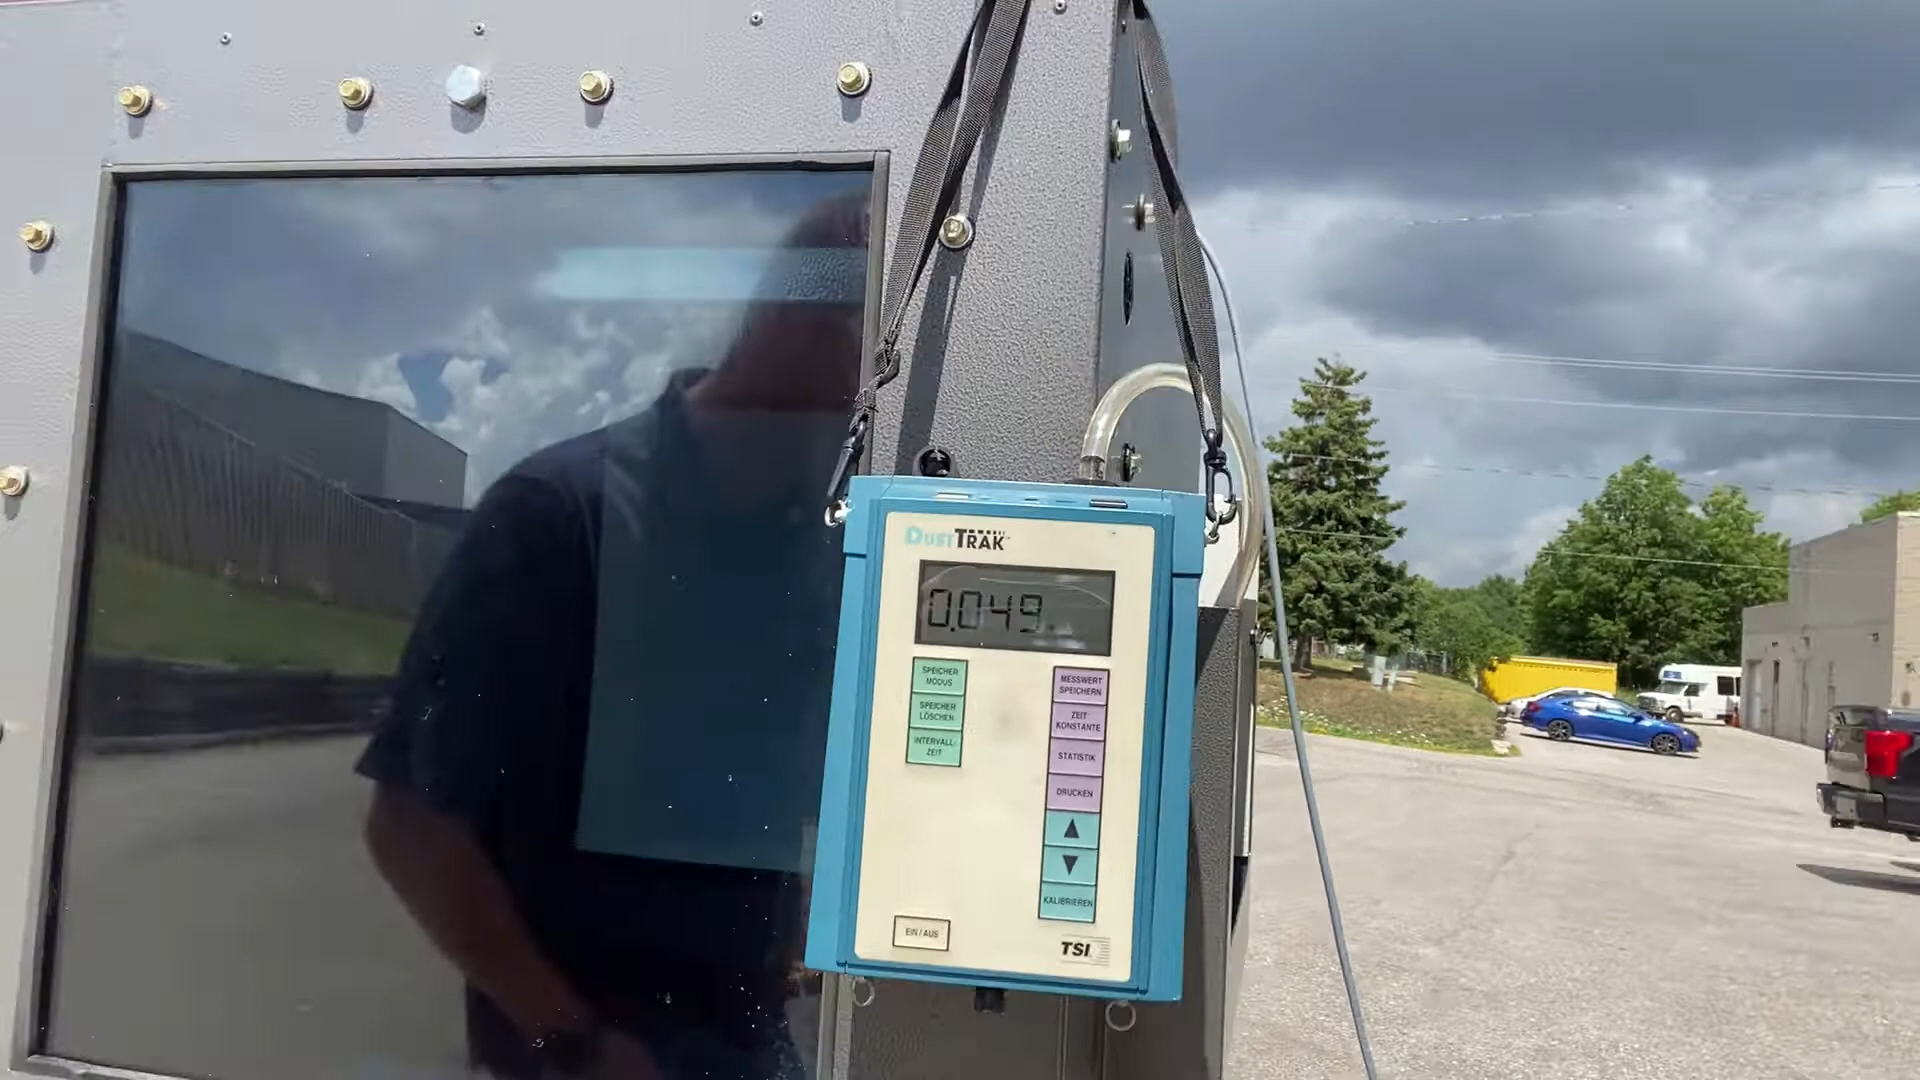 DUSTTRAK
0.049
SPEICHER
MODUS
SPEICHER
LÖSCHEN
INTERVALL-
ZEIT
MESSWERT
SPEICHERN
ZEIT
KONSTANTE
STATISTIK
DRUCKEN
KALIBRIEREN
EIN / AUS
TSI